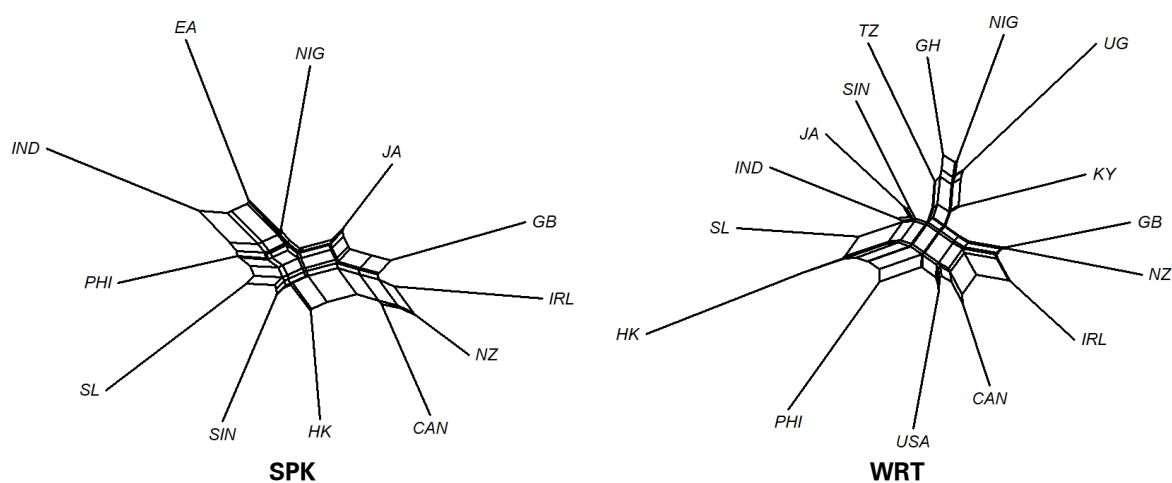 EA
NIG
IND
JA
GB
PHI
IRL
NZ
SL
SIN
HK
CAN
SPK
TZ
NIG
GH
UG
SIN
JA
IND
KY
SL
GB
NZ
HK
IRL
CAN
PHI
USA
WRT